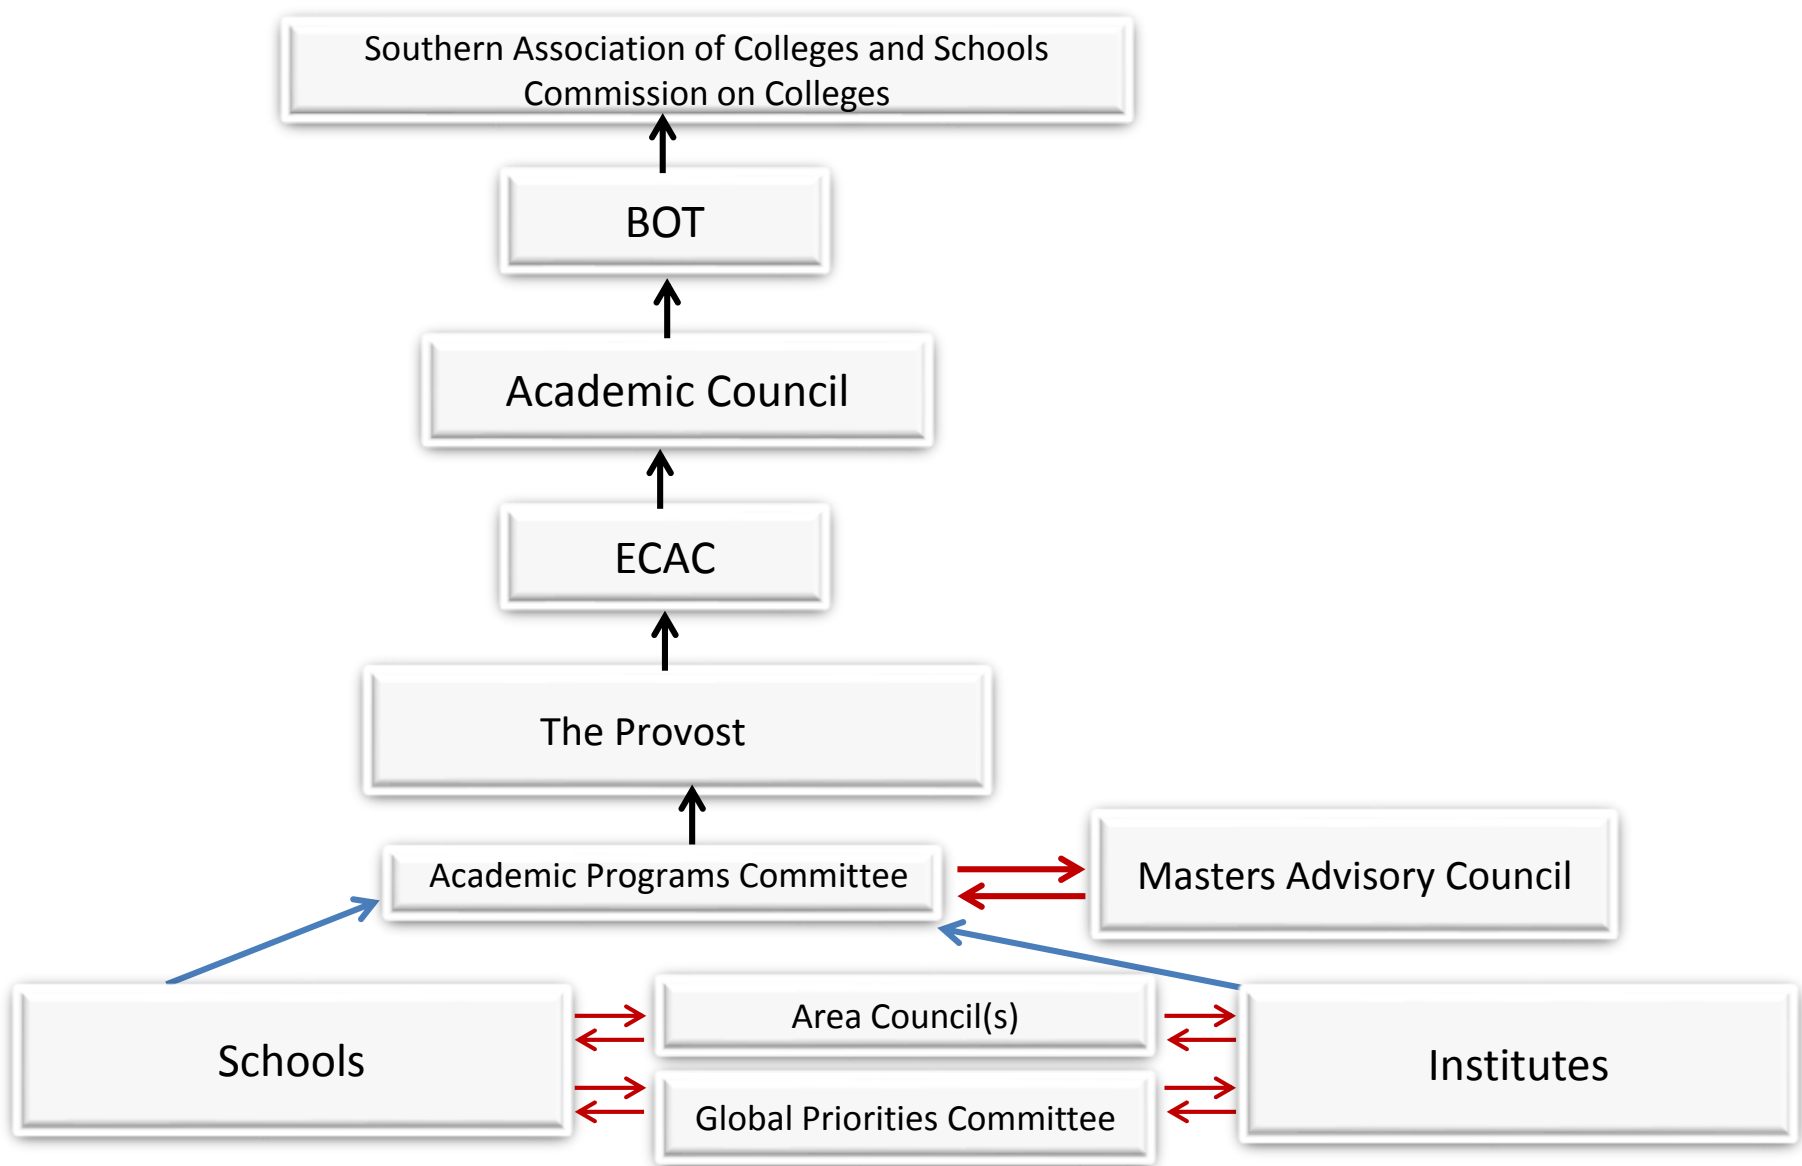 Southern Association of Colleges and Schools
Commission on Colleges
BOT
Academic Council
ECAC
The Provost
Academic Programs Committee
Masters Advisory Council
Schools
Area Council(s)
Global Priorities Committee
Institutes